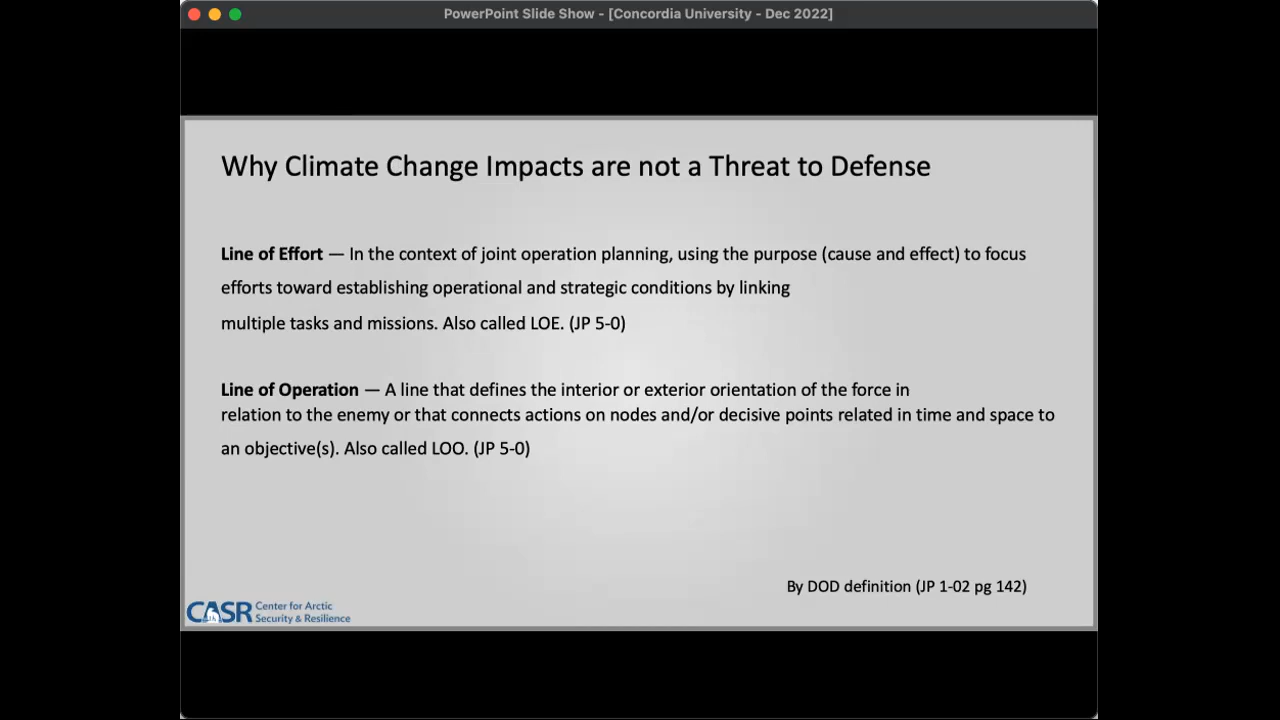 PowerPoint Slide Show - [Concordia University - Dec 2022]
Why Climate Change Impacts are not a Threat to Defense
Line of Effort — In the context of joint operation planning, using the purpose (cause and effect) to focus
efforts toward establishing operational and strategic conditions by linking
multiple tasks and missions. Also called LOE. (JP 5-0)
Line of Operation — A line that defines the interior or exterior orientation of the force in
relation to the enemy or that connects actions on nodes and/or decisive points related in time and space to
an objective(s). Also called LOO. (JP 5-0)
By DOD definition (JP 1-02 pg 142)
CASR Center for Arctic
Security & Resilience